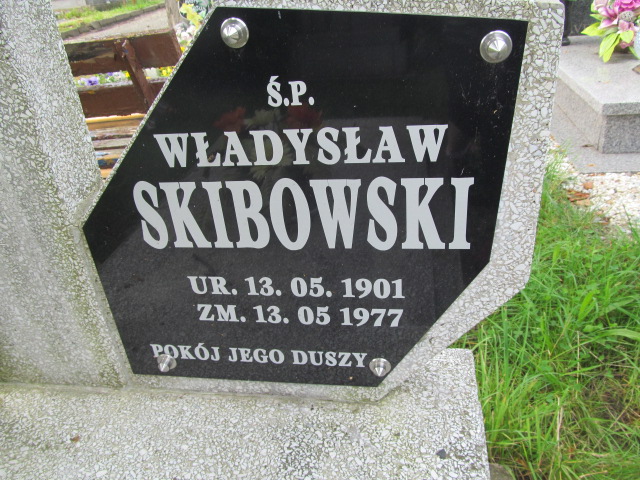 Ś.P.
WŁADYSŁAW
SKIBOWSKI
UR. 13. 05. 1901
ZM. 13. 05 1977
POKÓJ JEGO DUSZY